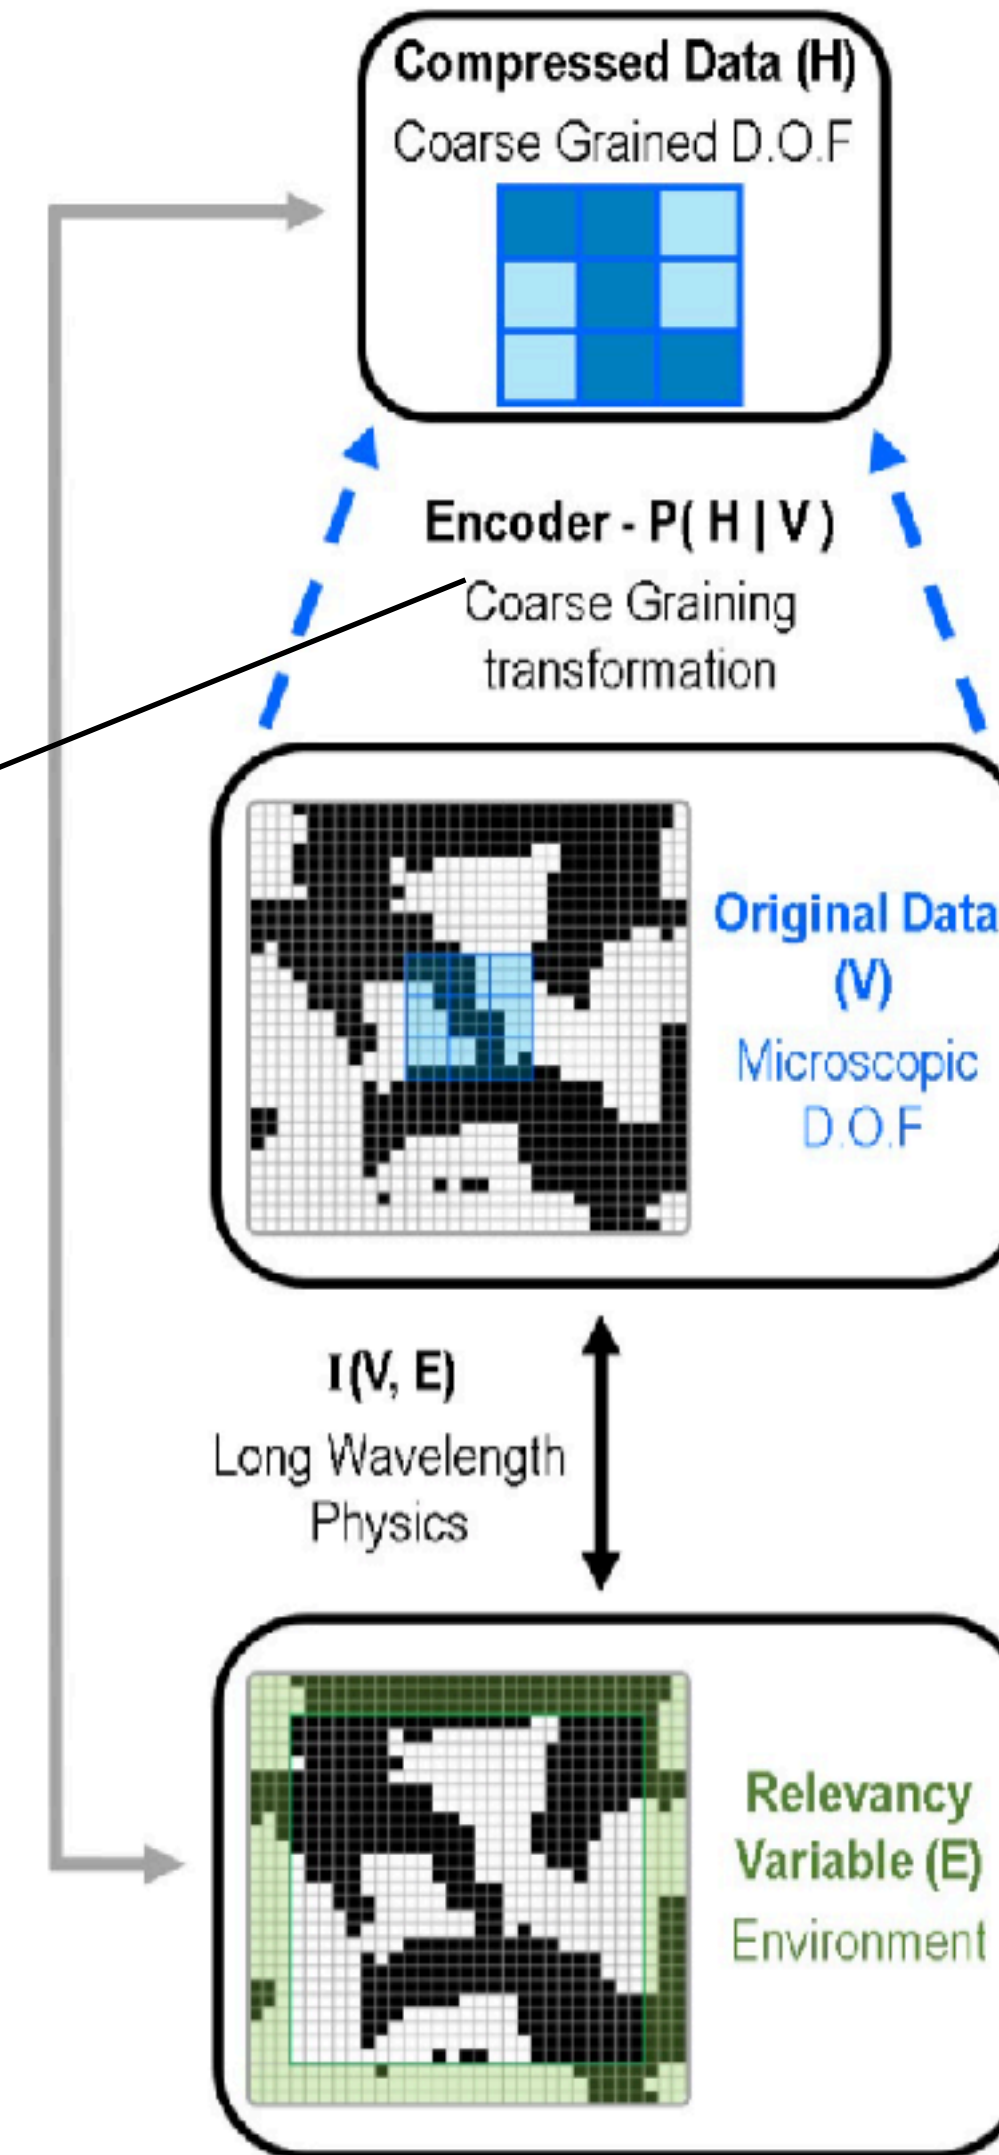 Compressed Data (H)
Coarse Grained D.O.F
Encoder - P( H | V )
Coarse Graining
transformation
Original Data
(V)
Microscopic
D.O.F
I (V, E)
Long Wavelength
Physics
Relevancy
Variable (E)
Environment